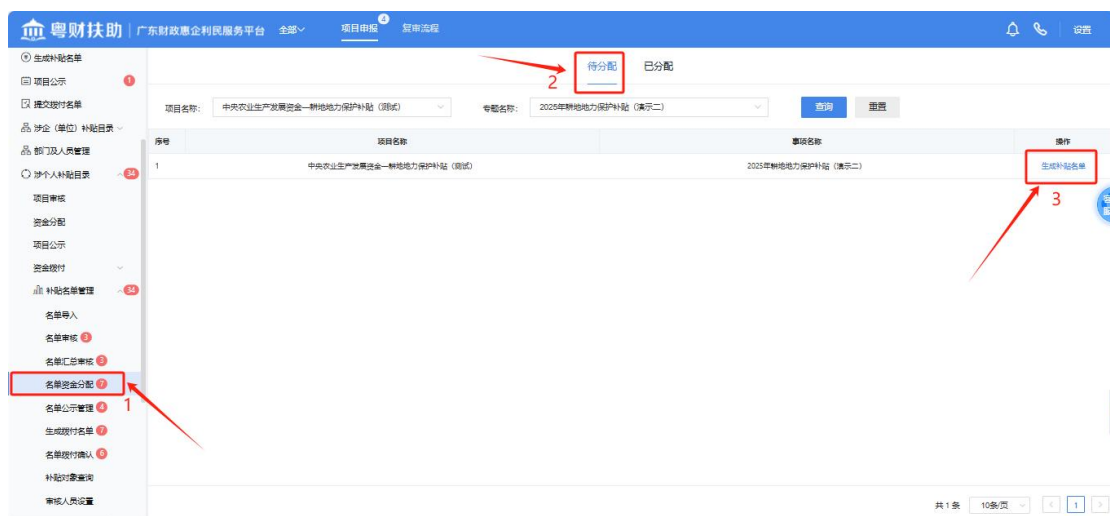 粤财扶助 广东财政惠企利民服务平台 全部 项目申报 4 复审流程 设置
生成补贴名单
项目公示 1
提交拨付名单
涉企（单位）补贴目录
部门及人员管理
涉个人补贴目录 34
项目审核
资金分配
项目公示
资金拨付
补贴名单管理 34
名单导入
名单审核 3
名单汇总审核 3
名单资金分配 7
1
名单公示管理 4
生成拨付名单 7
名单拨付确认 6
补贴对象查询
审核人员设置
待分配 已分配
2
项目名称： 中央农业生产发展资金—耕地地力保护补贴（测试） 专题名称： 2025年耕地地力保护补贴（演示二） 查询 重置
序号 项目名称 事项名称 操作
1 中央农业生产发展资金—耕地地力保护补贴（测试） 2025年耕地地力保护补贴（演示二） 生成补贴名单
3
共 1 条 10条/页 1